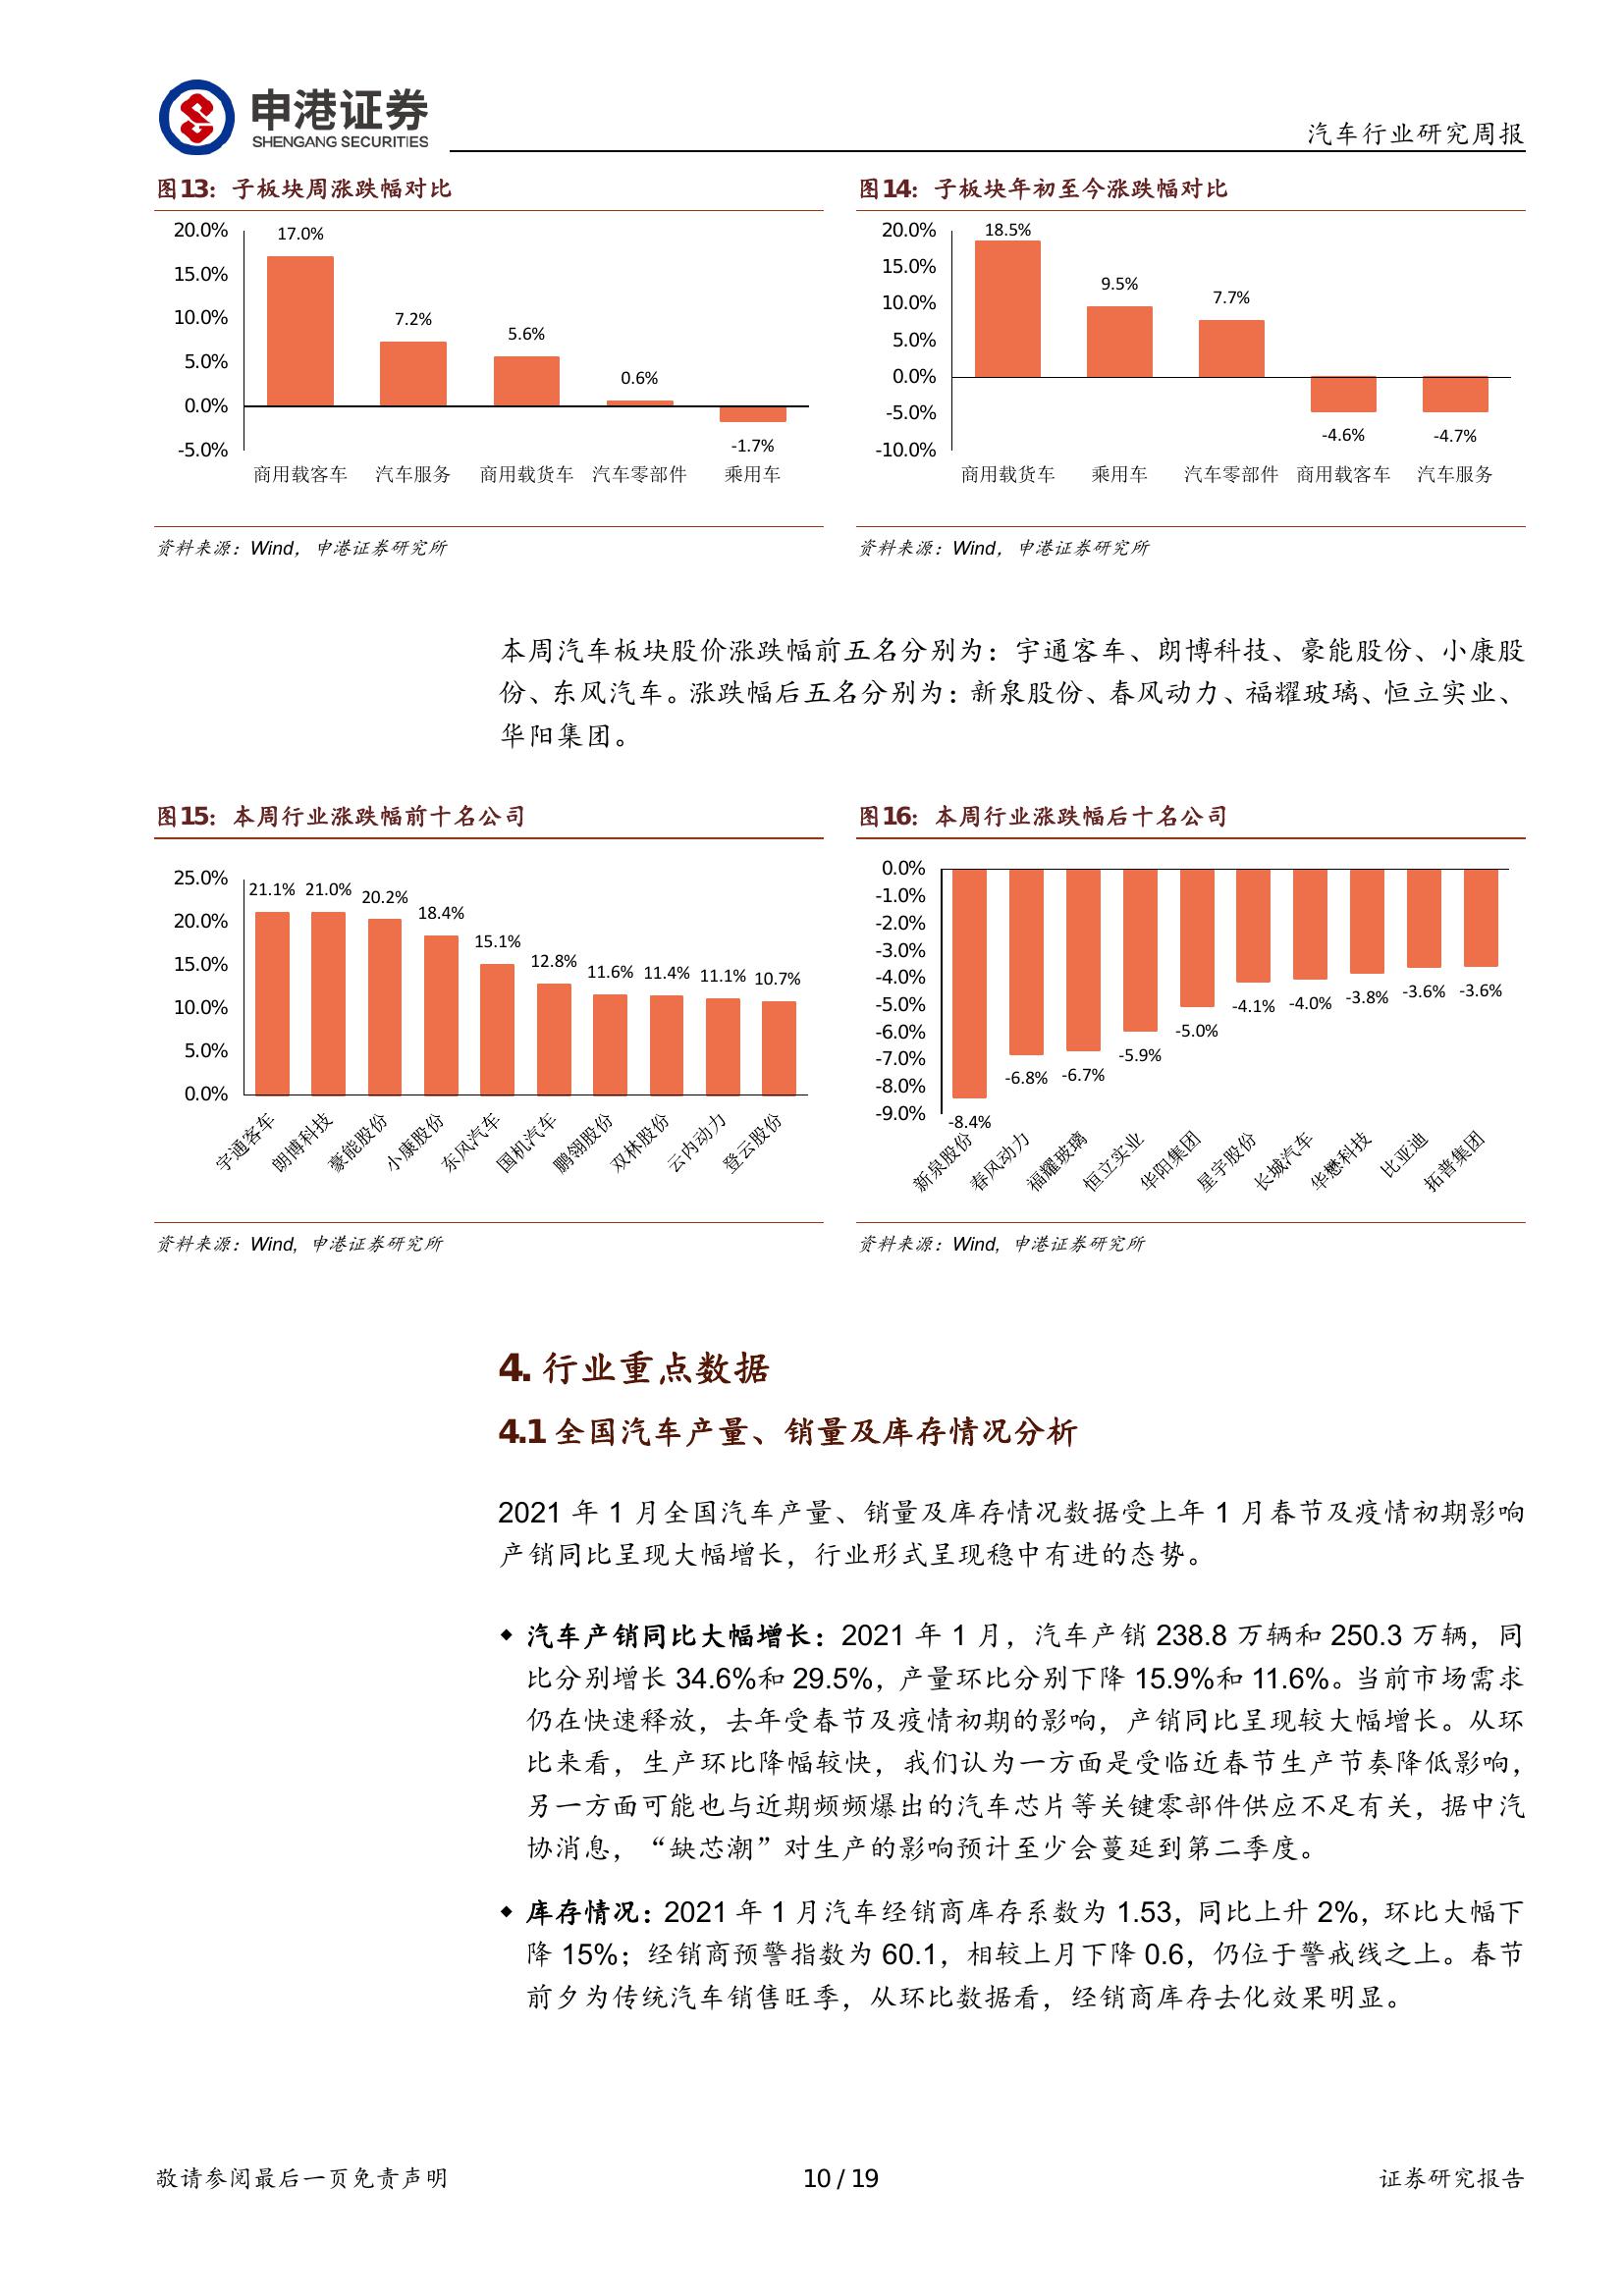 申港证券
SHENGANG SECURITIES
汽车行业研究周报
图13：子板块周涨跌幅对比
20.0%
15.0%
10.0%
5.0%
0.0%
-5.0%
17.0%
7.2%
5.6%
0.6%
-1.7%
商用载客车 汽车服务 商用载货车 汽车零部件 乘用车
资料来源：Wind，申港证券研究所
图14：子板块年初至今涨跌幅对比
20.0%
15.0%
10.0%
5.0%
0.0%
-5.0%
-10.0%
18.5%
9.5%
7.7%
-4.6%
-4.7%
商用载货车 乘用车 汽车零部件 商用载客车 汽车服务
资料来源：Wind，申港证券研究所
本周汽车板块股价涨跌幅前五名分别为：宇通客车、朗博科技、豪能股份、小康股
份、东风汽车。涨跌幅后五名分别为：新泉股份、春风动力、福耀玻璃、恒立实业、
华阳集团。
图15：本周行业涨跌幅前十名公司
25.0%
20.0%
15.0%
10.0%
5.0%
0.0%
21.1% 21.0% 20.2% 18.4% 15.1% 12.8% 11.6% 11.4% 11.1% 10.7%
宇通客车 朗博科技 豪能股份 小康股份 东风汽车 国机汽车 鹏翎股份 双林股份 云内动力 登云股份
资料来源：Wind，申港证券研究所
图16：本周行业涨跌幅后十名公司
0.0%
-1.0%
-2.0%
-3.0%
-4.0%
-5.0%
-6.0%
-7.0%
-8.0%
-9.0%
-8.4% -6.8% -6.7% -5.9% -5.0% -4.1% -4.0% -3.8% -3.6% -3.6%
新泉股份 春风动力 福耀玻璃 恒立实业 华阳集团 星宇股份 长城汽车 华懋科技 比亚迪 拓普集团
资料来源：Wind，申港证券研究所
4. 行业重点数据
4.1 全国汽车产量、销量及库存情况分析
2021 年 1 月全国汽车产量、销量及库存情况数据受上年 1 月春节及疫情初期影响
产销同比呈现大幅增长，行业形式呈现稳中有进的态势。
◆ 汽车产销同比大幅增长：2021 年 1 月，汽车产销 238.8 万辆和 250.3 万辆，同
比分别增长 34.6%和 29.5%，产量环比分别下降 15.9%和 11.6%。当前市场需求
仍在快速释放，去年受春节及疫情初期的影响，产销同比呈现较大幅增长。从环
比来看，生产环比降幅较快，我们认为一方面是受临近春节生产节奏降低影响，
另一方面可能也与近期频频爆出的汽车芯片等关键零部件供应不足有关，据中汽
协消息，“缺芯潮”对生产的影响预计至少会蔓延到第二季度。
◆ 库存情况：2021 年 1 月汽车经销商库存系数为 1.53，同比上升 2%，环比大幅下
降 15%；经销商预警指数为 60.1，相较上月下降 0.6，仍位于警戒线之上。春节
前夕为传统汽车销售旺季，从环比数据看，经销商库存去化效果明显。
敬请参阅最后一页免责声明
10 / 19
证券研究报告